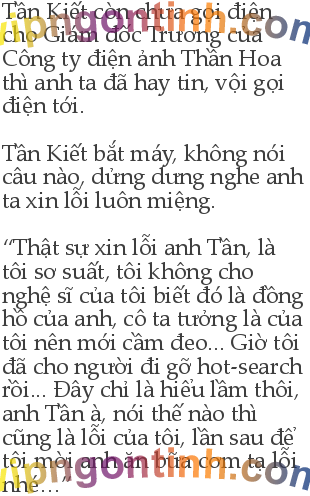 Tần Kiết còn chưa gọi điện
cho Giám đốc Trương của
Công ty điện ảnh Thần Hoa
thì anh ta đã hay tin, vội gọi
điện tới.
Tần Kiết bắt máy, không nói
câu nào, dửng dưng nghe anh
ta xin lỗi luôn miệng.
“Thật sự xin lỗi anh Tần, là
tôi sơ suất, tôi không cho
nghệ sĩ của tôi biết đó là đồng
hồ của anh, cô ta tưởng là của
tôi nên mới cầm đeo... Giờ tôi
đã cho người đi gỡ hot-search
rồi... Đây chỉ là hiểu lầm thôi,
anh Tần à, nói thế nào thì
cũng là lỗi của tôi, lần sau để
tôi mời anh ăn bữa cơm tạ lỗi
nhé...”
vipngontinh.com
vipngontinh.com